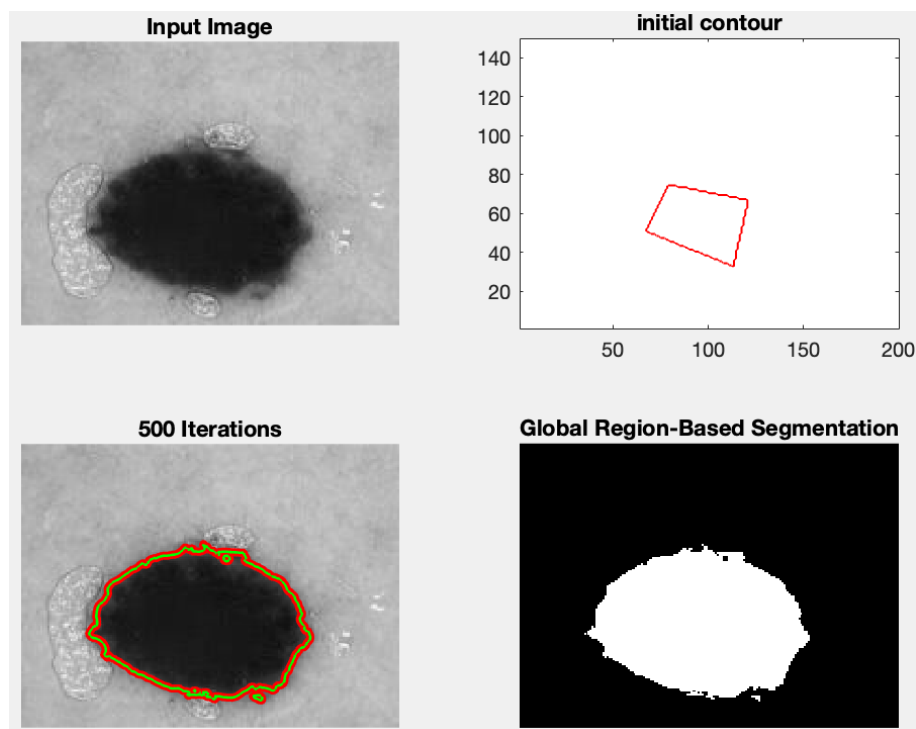 Input Image
initial contour
140
120
100
80
60
40
20
50 100 150 200
500 Iterations
Global Region-Based Segmentation